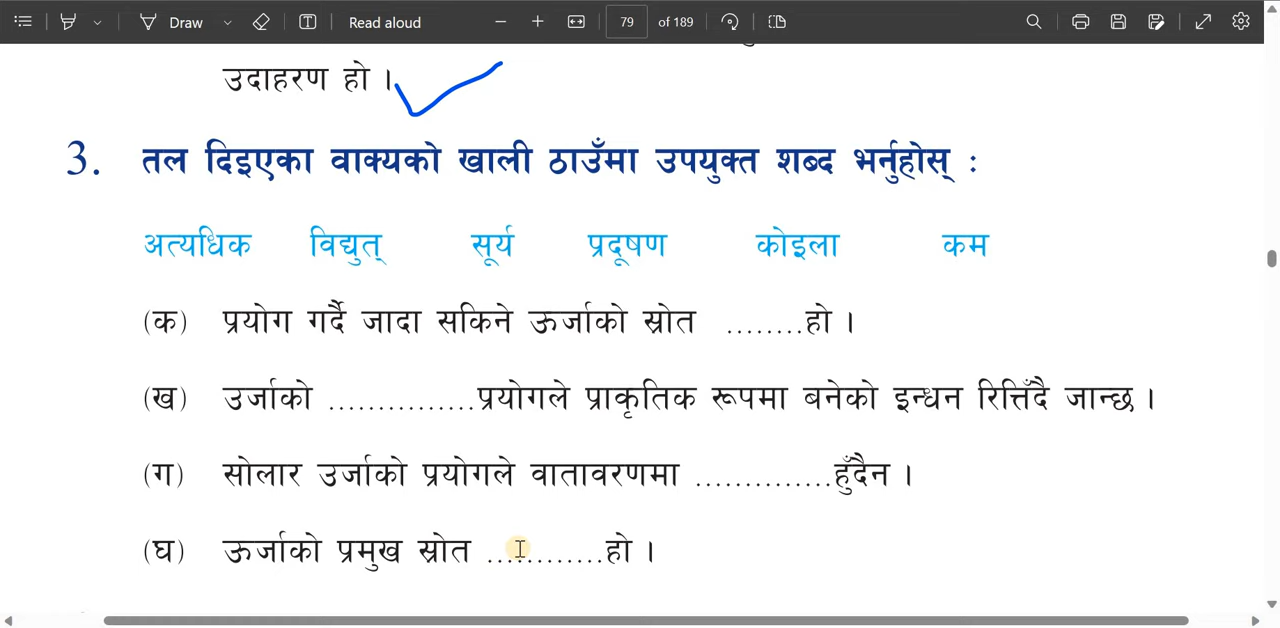 Draw
Read aloud
79
of 189
उदाहरण हो ।
3. तल दिइएका वाक्यको खाली ठाउँमा उपयुक्त शब्द भर्नुहोस् :
अत्यधिक विद्युत् सूर्य प्रदूषण कोइला कम
(क) प्रयोग गर्दै जादा सकिने ऊर्जाको स्रोत ........हो ।
(ख) उर्जाको ...............प्रयोगले प्राकृतिक रूपमा बनेको इन्धन रित्तिँदै जान्छ ।
(ग) सोलार उर्जाको प्रयोगले वातावरणमा ..............हुँदैन ।
(घ) ऊर्जाको प्रमुख स्रोत ............हो ।